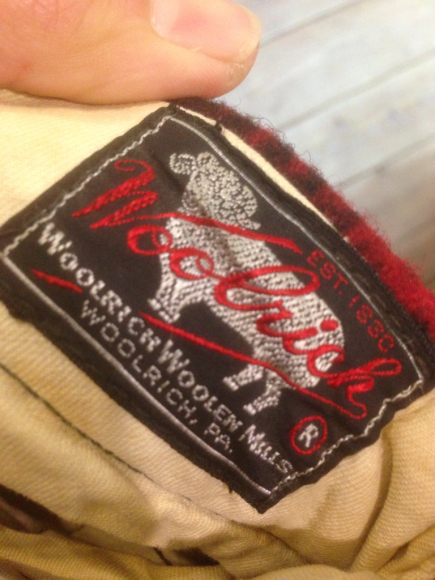 EST. 1830
Woolrich
®
WOOLRICH WOOLEN MILLS
WOOLRICH, PA.